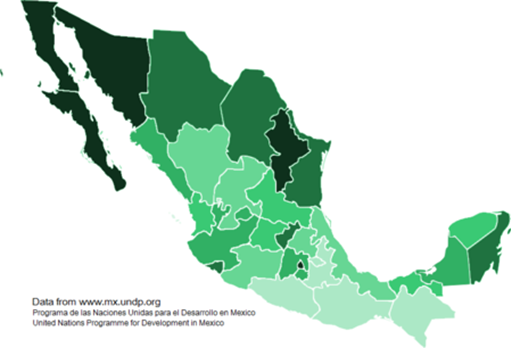 Data from www.mx.undp.org
Programa de las Naciones Unidas para el Desarrollo en Mexico
United Nations Programme for Development in Mexico